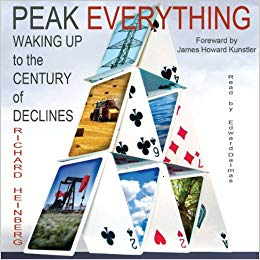 PEAK EVERYTHING
WAKING UP
to the
CENTURY
of
DECLINES
Foreword by
James Howard Kunstler
RICHARD HEINBERG
Read by Edward Dalmas